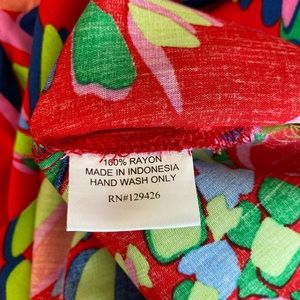 100% RAYON
MADE IN INDONESIA
HAND WASH ONLY
RN#129426